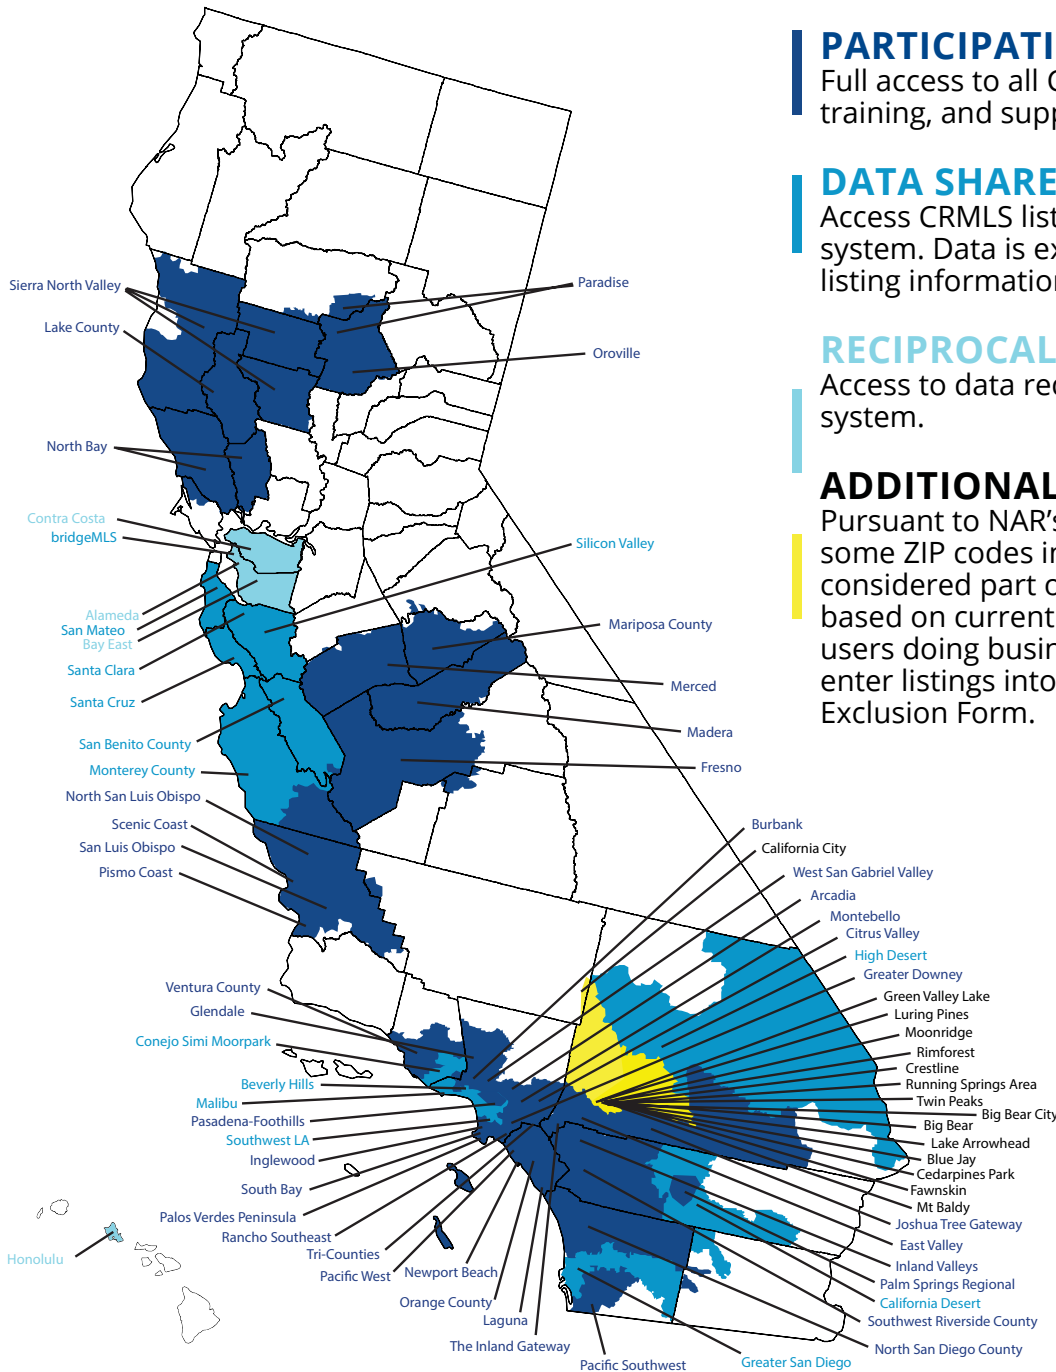 PARTICIPATI
Full access to all C
training, and supp
DATA SHARE
Access CRMLS list
system. Data is ex
listing information
RECIPROCAL
Access to data rec
system.
ADDITIONAL
Pursuant to NAR's
some ZIP codes in
considered part o
based on current
users doing busin
enter listings into
Exclusion Form.
Sierra North Valley
Paradise
Lake County
Oroville
North Bay
Contra Costa
bridgeMLS
Silicon Valley
Alameda
San Mateo
Bay East
Mariposa County
Santa Clara
Merced
Santa Cruz
Madera
San Benito County
Fresno
Monterey County
North San Luis Obispo
Scenic Coast
San Luis Obispo
Pismo Coast
Burbank
California City
West San Gabriel Valley
Arcadia
Montebello
Citrus Valley
High Desert
Greater Downey
Green Valley Lake
Luring Pines
Moonridge
Rimforest
Crestline
Running Springs Area
Twin Peaks
Big Bear City
Big Bear
Lake Arrowhead
Blue Jay
Cedarpines Park
Fawnskin
Mt Baldy
Joshua Tree Gateway
East Valley
Inland Valleys
Palm Springs Regional
California Desert
Southwest Riverside County
North San Diego County
Greater San Diego
Ventura County
Glendale
Conejo Simi Moorpark
Beverly Hills
Malibu
Pasadena-Foothills
Southwest LA
Inglewood
South Bay
Palos Verdes Peninsula
Rancho Southeast
Tri-Counties
Pacific West
Newport Beach
Orange County
Laguna
The Inland Gateway
Pacific Southwest
Honolulu